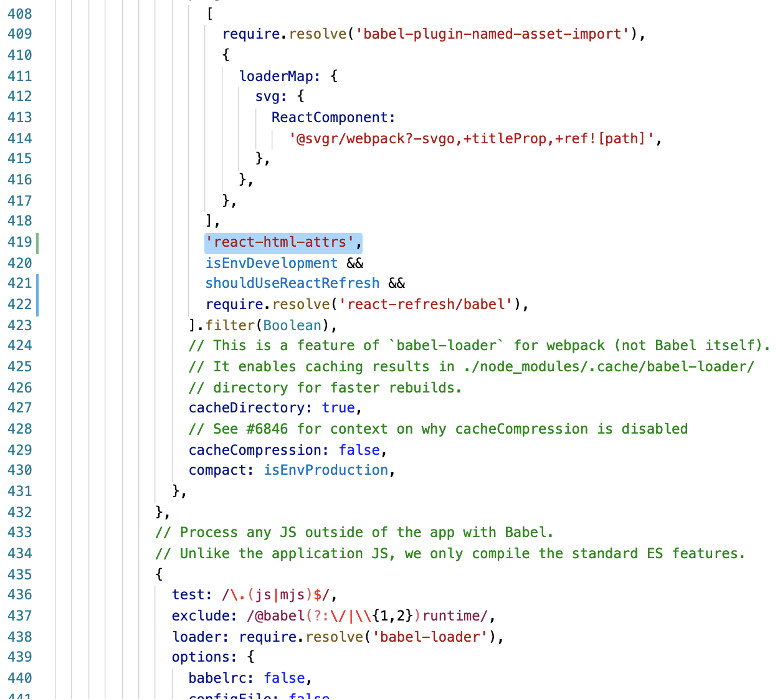 408 [
409 require.resolve('babel-plugin-named-asset-import'),
410 {
411 loaderMap: {
412 svg: {
413 ReactComponent:
414 '@svgr/webpack?-svgo,+titleProp,+ref![path]',
415 },
416 },
417 },
418 ],
419 'react-html-attrs',
420 isEnvDevelopment &&
421 shouldUseReactRefresh &&
422 require.resolve('react-refresh/babel'),
423 ].filter(Boolean),
424 // This is a feature of `babel-loader` for webpack (not Babel itself).
425 // It enables caching results in ./node_modules/.cache/babel-loader/
426 // directory for faster rebuilds.
427 cacheDirectory: true,
428 // See #6846 for context on why cacheCompression is disabled
429 cacheCompression: false,
430 compact: isEnvProduction,
431 },
432 },
433 // Process any JS outside of the app with Babel.
434 // Unlike the application JS, we only compile the standard ES features.
435 {
436 test: /\.(js|mjs)$/,
437 exclude: /@babel(?:\/|\\{1,2})runtime/,
438 loader: require.resolve('babel-loader'),
439 options: {
440 babelrc: false,
441 configFile: false,